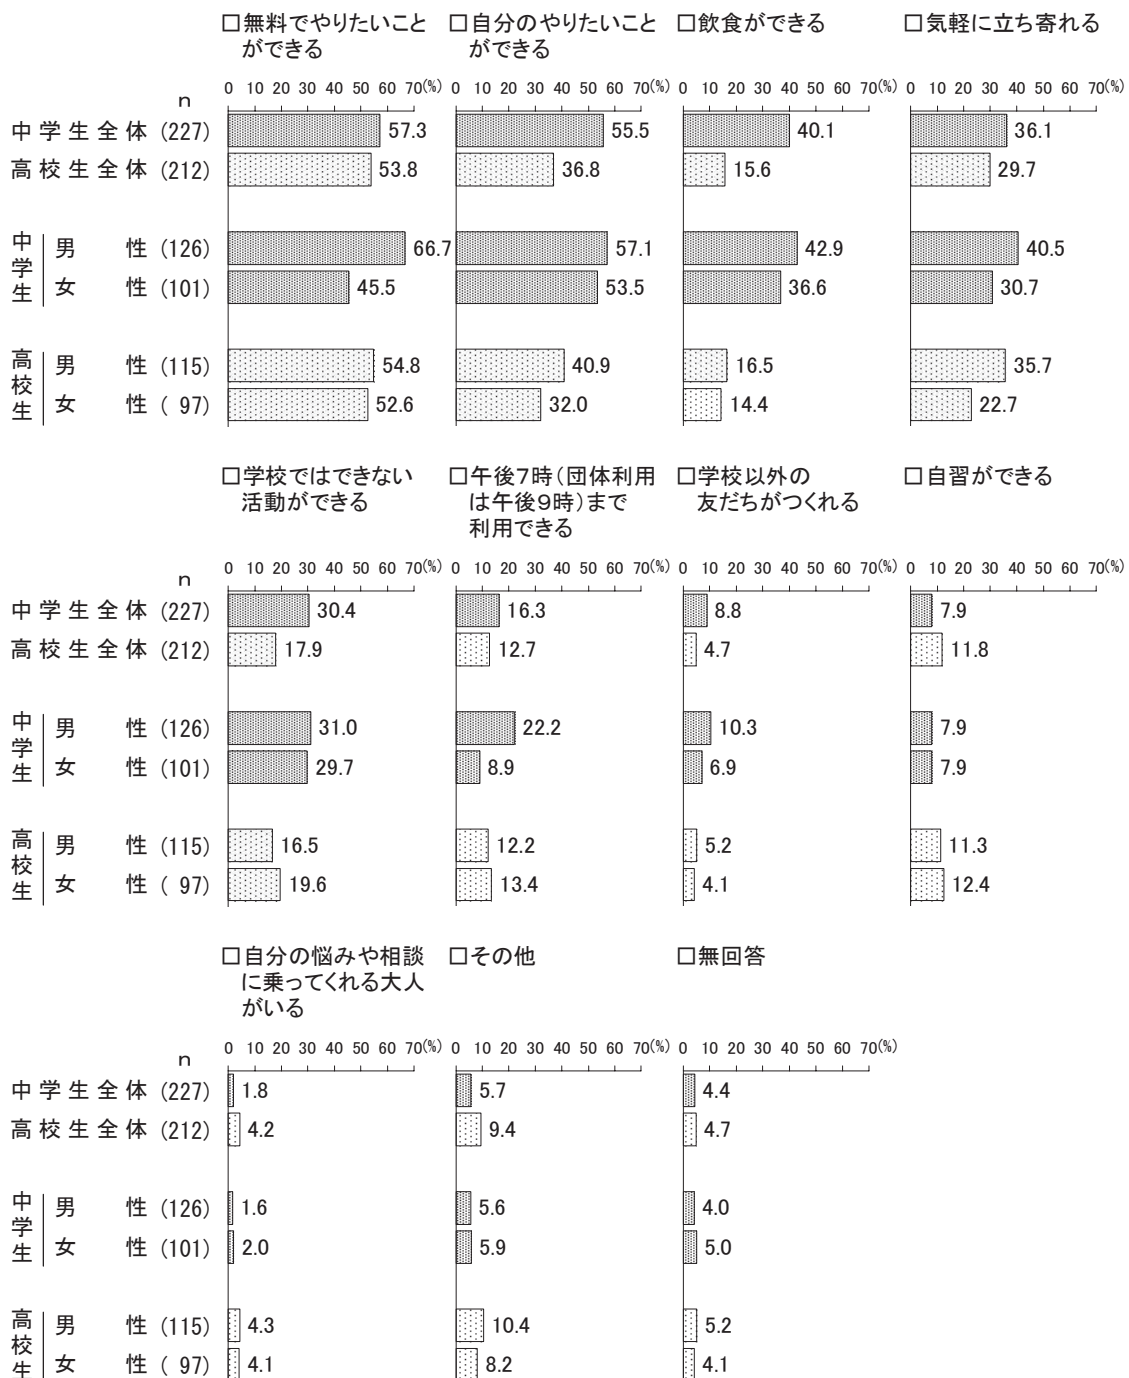 □無料でやりたいこと □自分のやりたいこと □飲食ができる □気軽に立ち寄れる
ができる ができる
0 10 20 30 40 50 60 70(%) 0 10 20 30 40 50 60 70(%) 0 10 20 30 40 50 60 70(%) 0 10 20 30 40 50 60 70(%)
n
中学生全体 (227) 57.3 55.5 40.1 36.1
高校生全体 (212) 53.8 36.8 15.6 29.7
中学生 男性 (126) 66.7 57.1 42.9 40.5
女性 (101) 45.5 53.5 36.6 30.7
高校生 男性 (115) 54.8 40.9 16.5 35.7
女性 ( 97) 52.6 32.0 14.4 22.7
□学校ではできない □午後7時(団体利用 □学校以外の □自習ができる
活動ができる は午後9時)まで 友だちがつくれる
利用できる
0 10 20 30 40 50 60 70(%) 0 10 20 30 40 50 60 70(%) 0 10 20 30 40 50 60 70(%) 0 10 20 30 40 50 60 70(%)
n
中学生全体 (227) 30.4 16.3 8.8 7.9
高校生全体 (212) 17.9 12.7 4.7 11.8
中学生 男性 (126) 31.0 22.2 10.3 7.9
女性 (101) 29.7 8.9 6.9 7.9
高校生 男性 (115) 16.5 12.2 5.2 11.3
女性 ( 97) 19.6 13.4 4.1 12.4
□自分の悩みや相談 □その他 □無回答
に乗ってくれる大人
がいる
0 10 20 30 40 50 60 70(%) 0 10 20 30 40 50 60 70(%) 0 10 20 30 40 50 60 70(%)
n
中学生全体 (227) 1.8 5.7 4.4
高校生全体 (212) 4.2 9.4 4.7
中学生 男性 (126) 1.6 5.6 4.0
女性 (101) 2.0 5.9 5.0
高校生 男性 (115) 4.3 10.4 5.2
女性 ( 97) 4.1 8.2 4.1